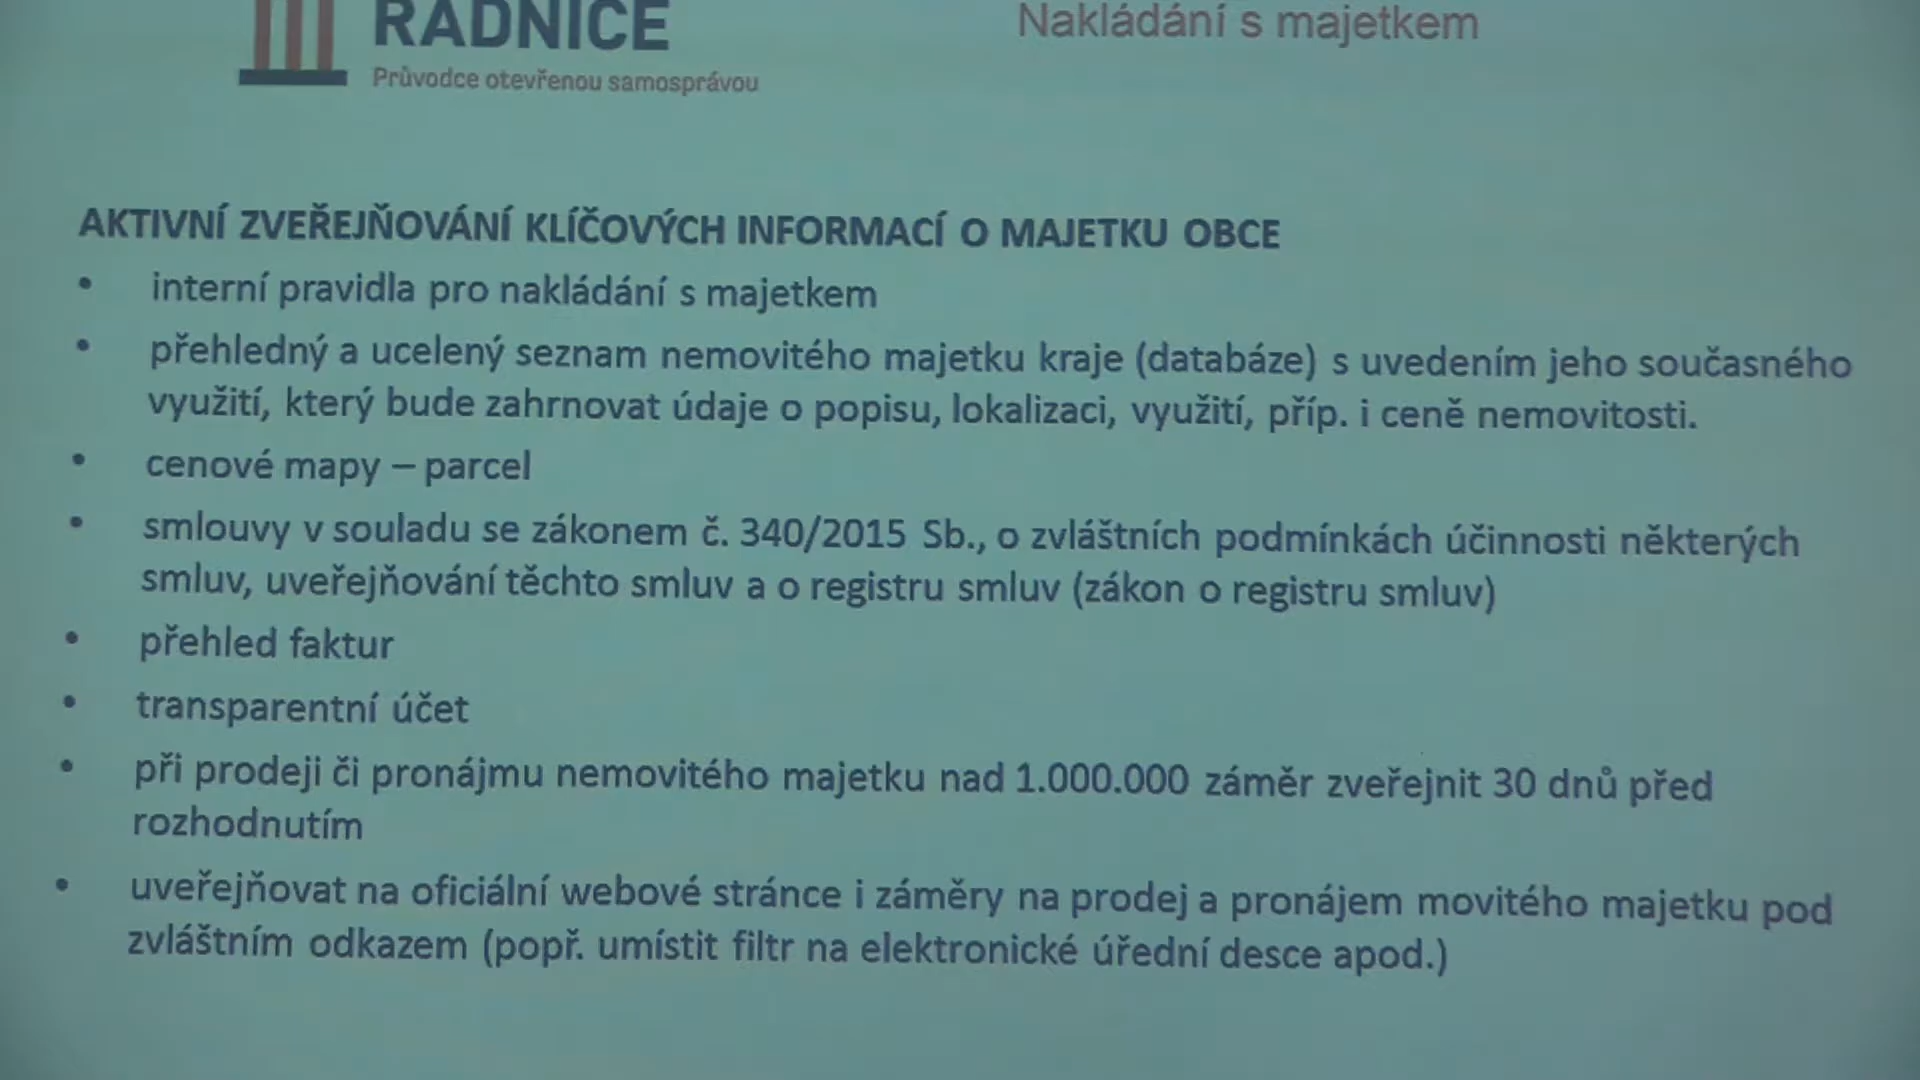 RADNICE
Průvodce otevřenou samosprávou
Nakládání s majetkem
AKTIVNÍ ZVEŘEJŇOVÁNÍ KLÍČOVÝCH INFORMACÍ O MAJETKU OBCE
• interní pravidla pro nakládání s majetkem
• přehledný a ucelený seznam nemovitého majetku kraje (databáze) s uvedením jeho současného
využití, který bude zahrnovat údaje o popisu, lokalizaci, využití, příp. i ceně nemovitosti.
• cenové mapy – parcel
• smlouvy v souladu se zákonem č. 340/2015 Sb., o zvláštních podmínkách účinnosti některých
smluv, uveřejňování těchto smluv a o registru smluv (zákon o registru smluv)
• přehled faktur
• transparentní účet
• při prodeji či pronájmu nemovitého majetku nad 1.000.000 záměr zveřejnit 30 dnů před
rozhodnutím
• uveřejňovat na oficiální webové stránce i záměry na prodej a pronájem movitého majetku pod
zvláštním odkazem (popř. umístit filtr na elektronické úřední desce apod.)